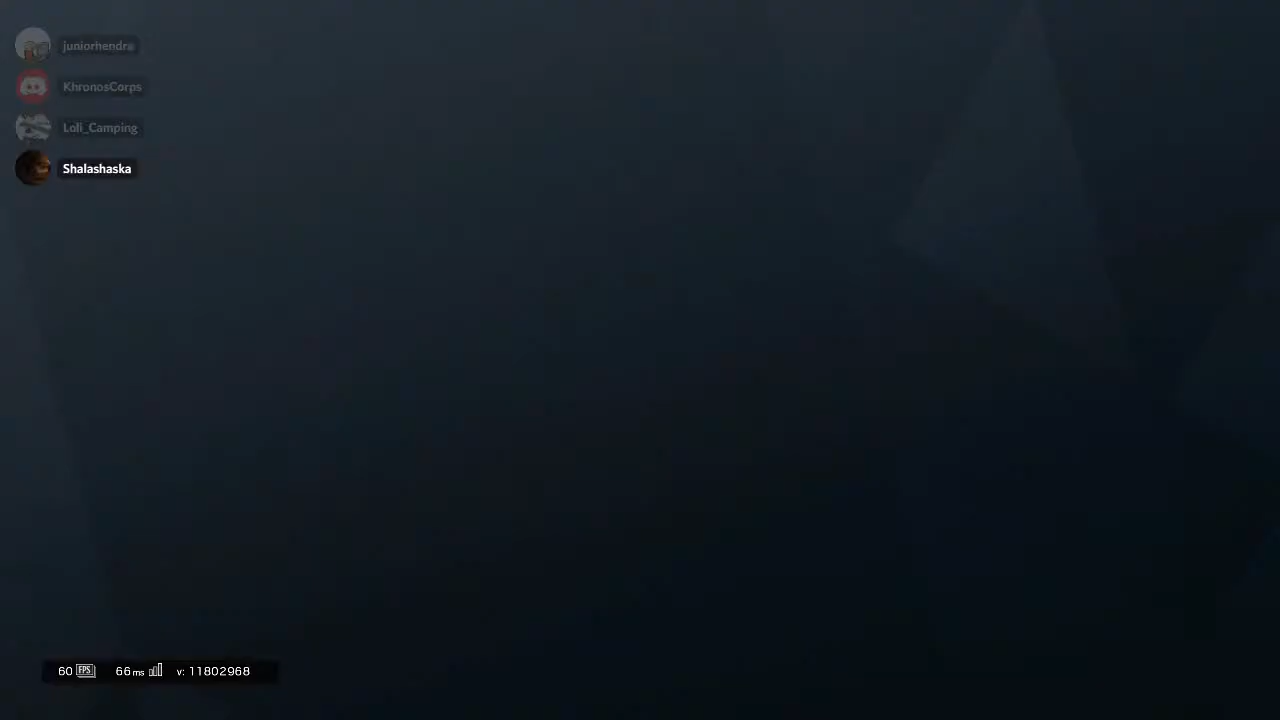 juniorhendra
KhronosCorps
Loli_Camping
Shalashaska
60 FPS 66ms v: 11802968